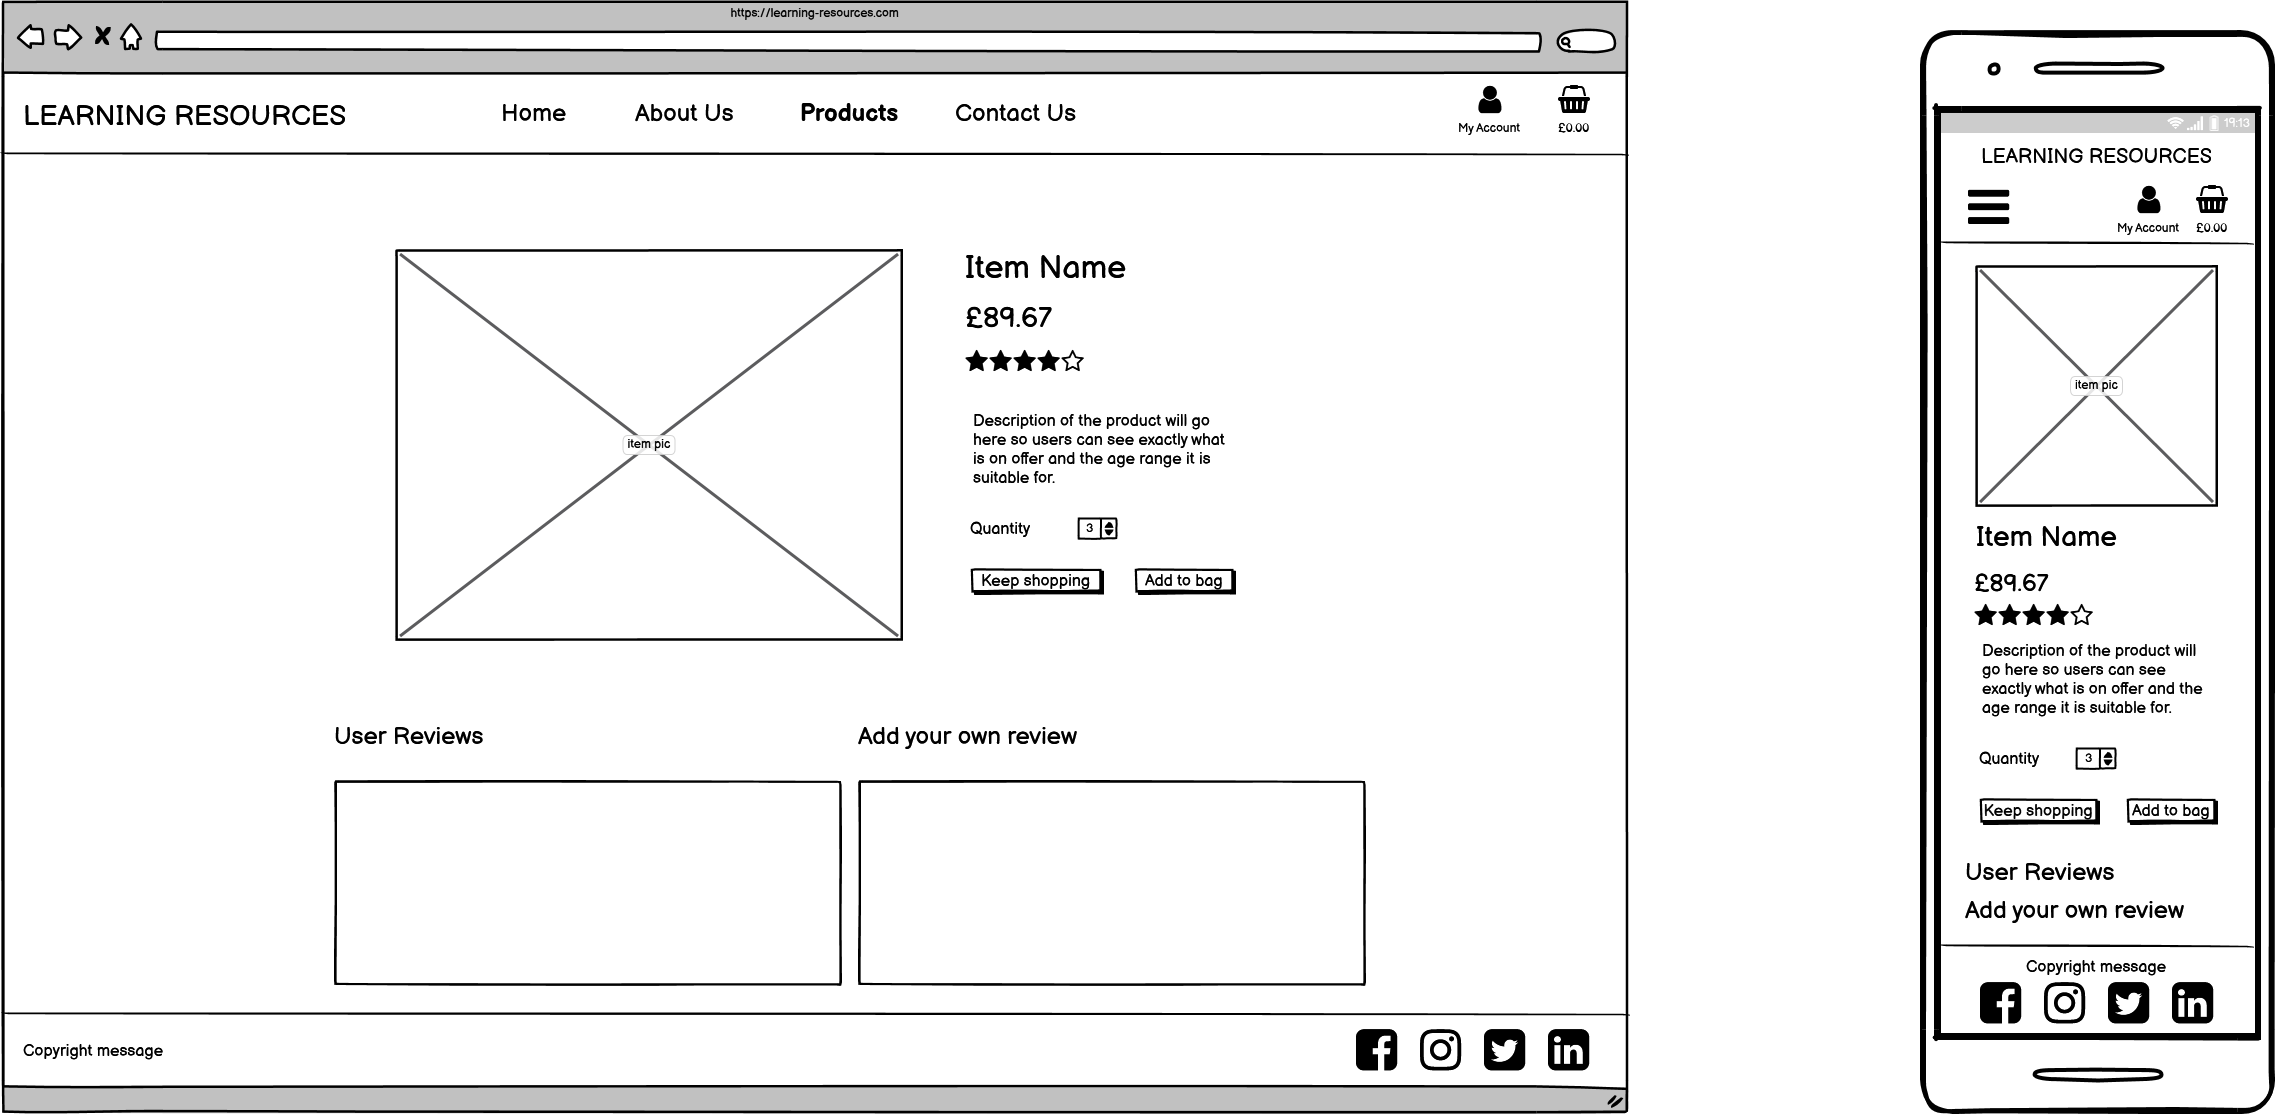 https://learning-resources.com
LEARNING RESOURCES
Home
About Us
Products
Contact Us
My Account
£0.00
item pic
Item Name
£89.67
Description of the product will go
here so users can see exactly what
is on offer and the age range it is
suitable for.
Quantity
3
Keep shopping
Add to bag
User Reviews
Add your own review
Copyright message
19:13
LEARNING RESOURCES
My Account
£0.00
item pic
Item Name
£89.67
Description of the product will
go here so users can see
exactly what is on offer and the
age range it is suitable for.
Quantity
3
Keep shopping
Add to bag
User Reviews
Add your own review
Copyright message